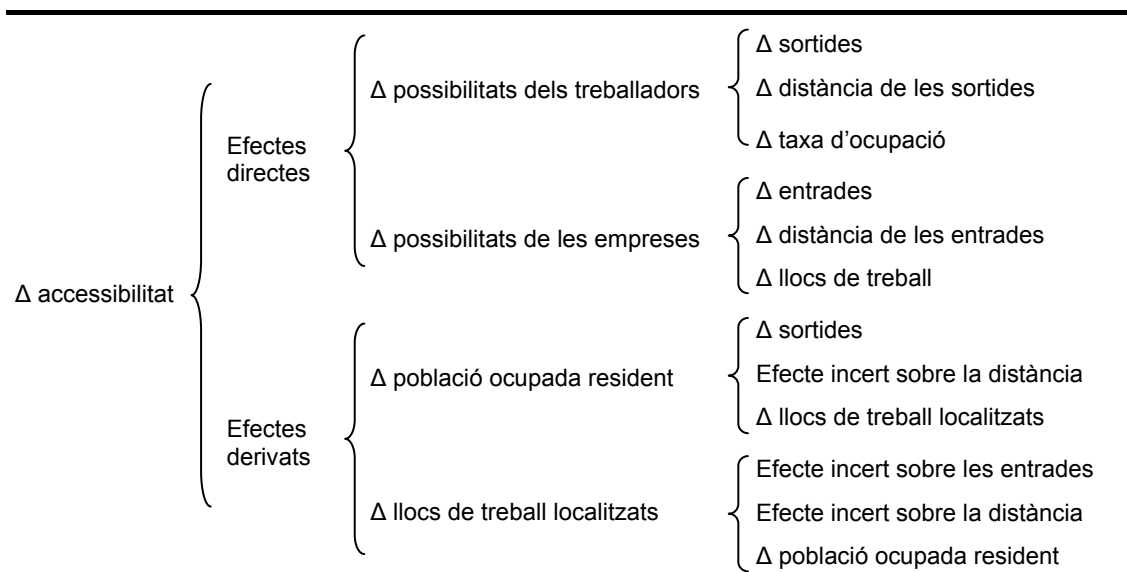 Δ accessibilitat
Efectes
directes
Δ possibilitats dels treballadors
Δ sortides
Δ distància de les sortides
Δ taxa d’ocupació
Δ possibilitats de les empreses
Δ entrades
Δ distància de les entrades
Δ llocs de treball
Efectes
derivats
Δ població ocupada resident
Δ sortides
Efecte incert sobre la distància
Δ llocs de treball localitzats
Δ llocs de treball localitzats
Efecte incert sobre les entrades
Efecte incert sobre la distància
Δ població ocupada resident